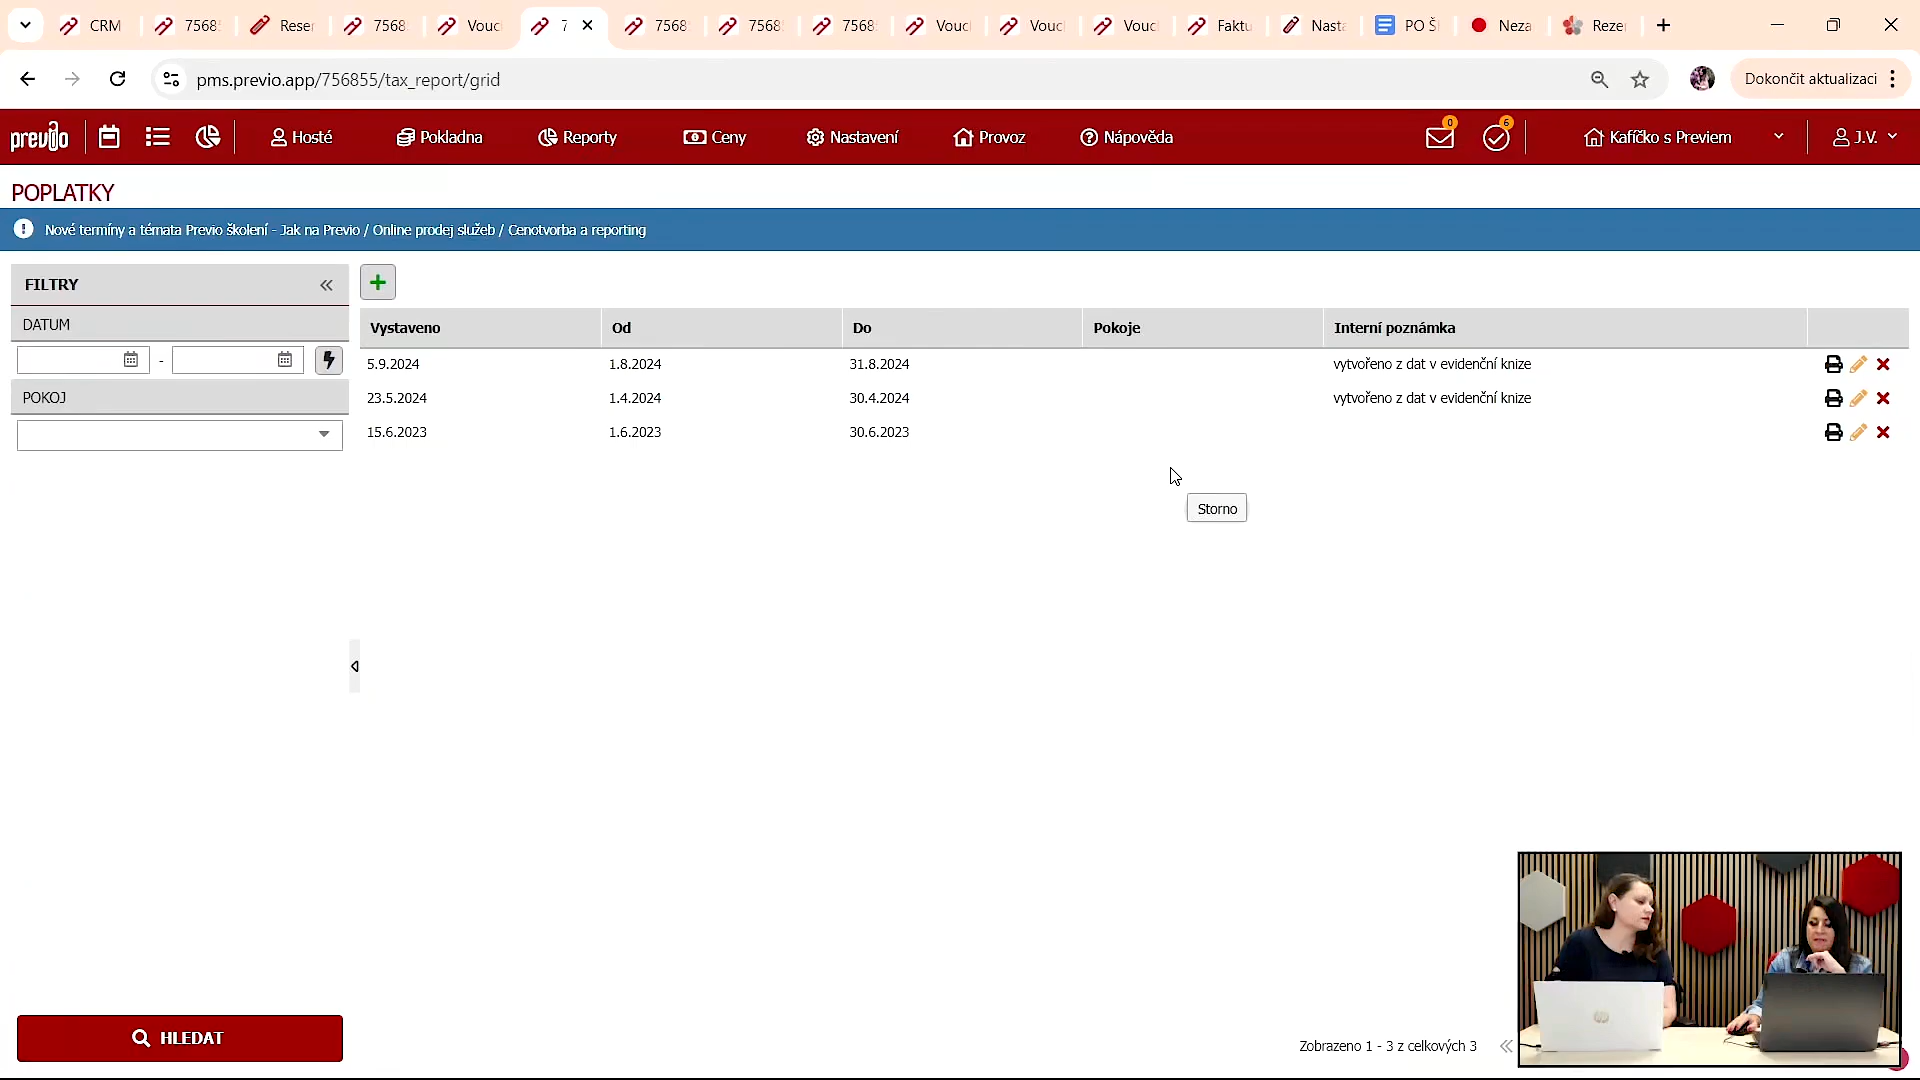 CRM 7568 Rese 7568 Vouc 7 7568 7568 7568 Vouc Vouc Vouc Faktu Nasta PO Š Neza Reze
pms.previo.app/756855/tax_report/grid
Dokončit aktualizaci
previo Hosté Pokladna Reporty Ceny Nastavení Provoz Nápověda 0 6 Kafíčko s Previem J.V.
POPLATKY
Nové termíny a témata Previo školení - Jak na Previo / Online prodej služeb / Cenotvorba a reporting
FILTRY
DATUM
-
POKOJ
Vystaveno Od Do Pokoje Interní poznámka
5.9.2024 1.8.2024 31.8.2024 vytvořeno z dat v evidenční knize
23.5.2024 1.4.2024 30.4.2024 vytvořeno z dat v evidenční knize
15.6.2023 1.6.2023 30.6.2023
Storno
HLEDAT
Zobrazeno 1 - 3 z celkových 3